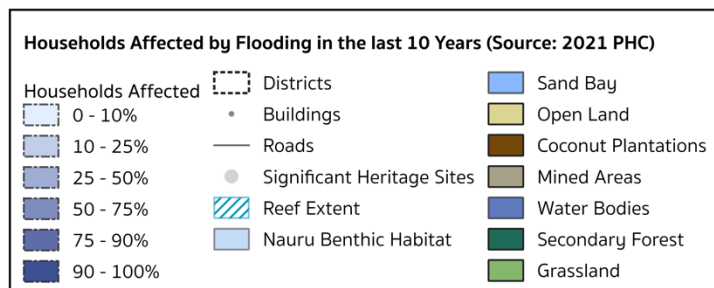 Households Affected by Flooding in the last 10 Years (Source: 2021 PHC)
Households Affected
0 - 10%
10 - 25%
25 - 50%
50 - 75%
75 - 90%
90 - 100%
Districts
Buildings
Roads
Significant Heritage Sites
Reef Extent
Nauru Benthic Habitat
Sand Bay
Open Land
Coconut Plantations
Mined Areas
Water Bodies
Secondary Forest
Grassland